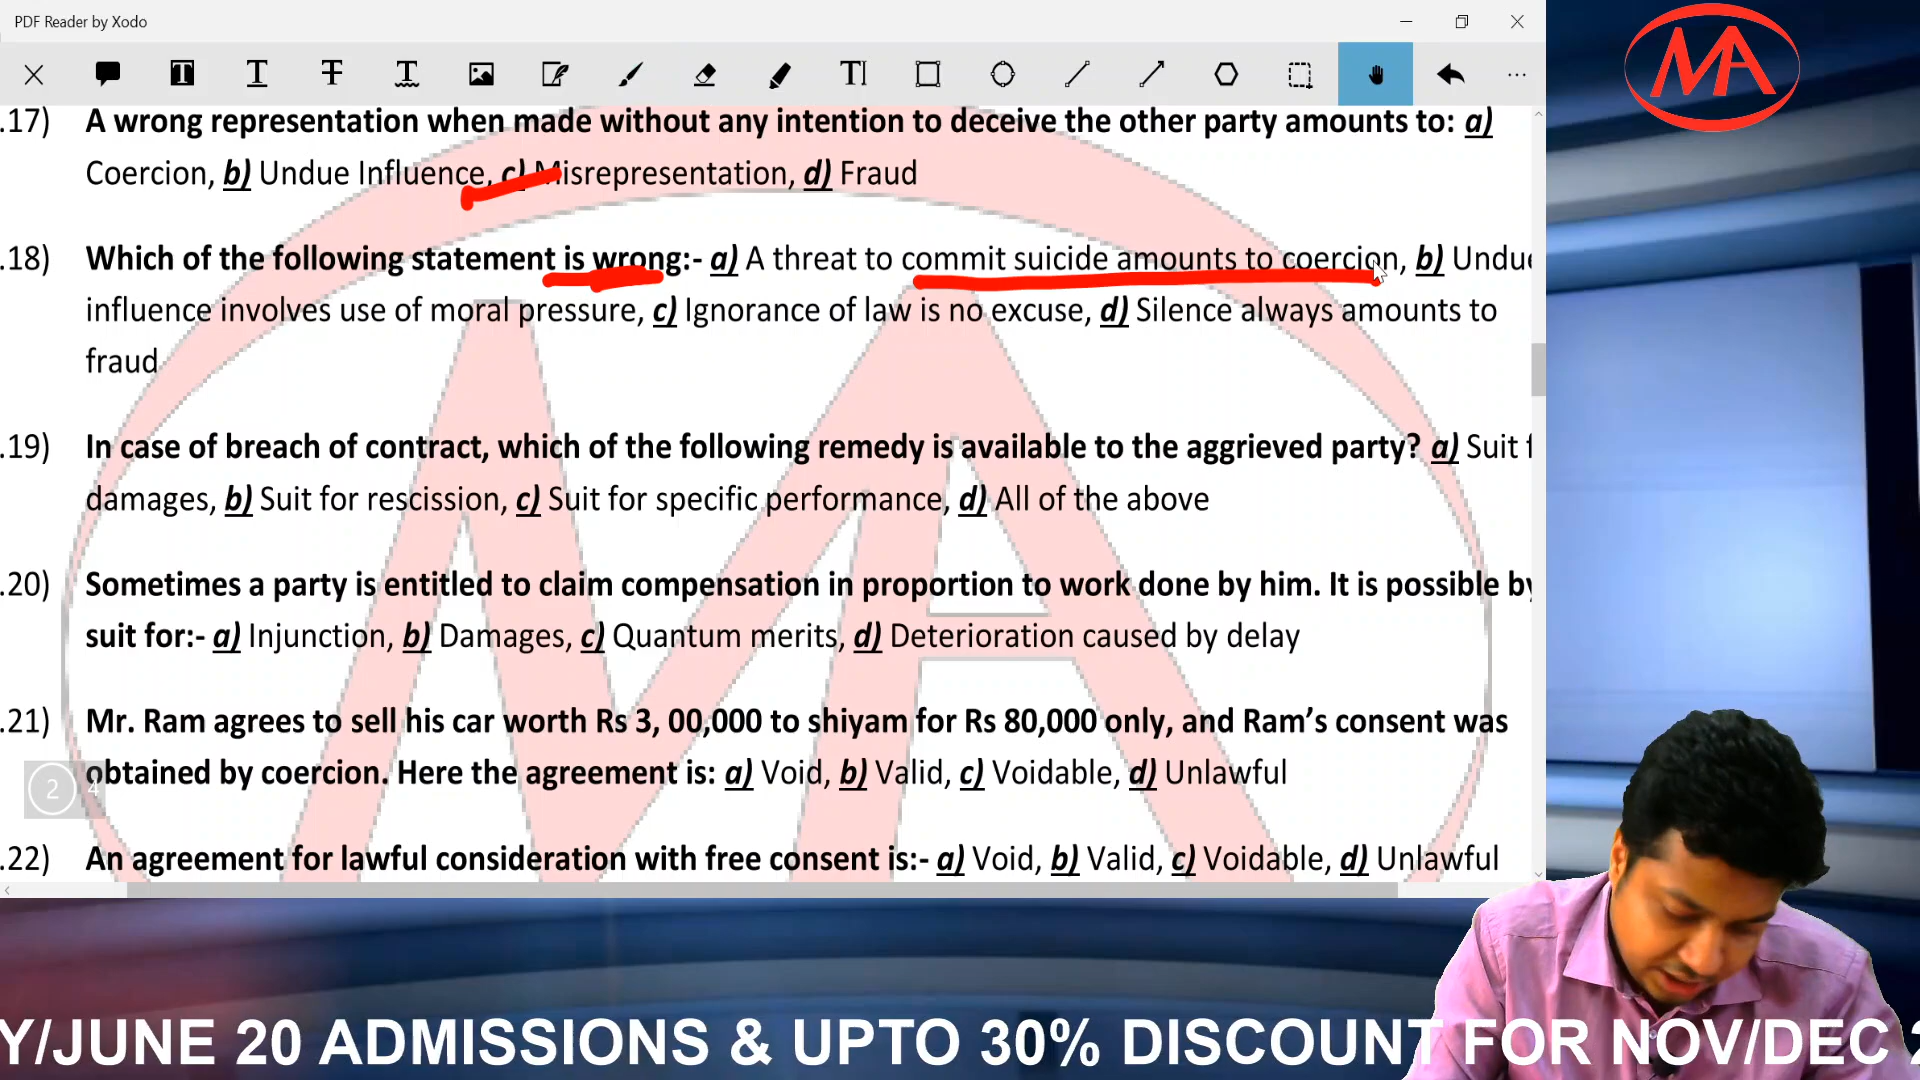 PDF Reader by Xodo
MA
.17) A wrong representation when made without any intention to deceive the other party amounts to: a)
Coercion, b) Undue Influence, c) Misrepresentation, d) Fraud
.18) Which of the following statement is wrong:- a) A threat to commit suicide amounts to coercion, b) Undue
influence involves use of moral pressure, c) Ignorance of law is no excuse, d) Silence always amounts to
fraud
.19) In case of breach of contract, which of the following remedy is available to the aggrieved party? a) Suit f
damages, b) Suit for rescission, c) Suit for specific performance, d) All of the above
.20) Sometimes a party is entitled to claim compensation in proportion to work done by him. It is possible by
suit for:- a) Injunction, b) Damages, c) Quantum merits, d) Deterioration caused by delay
.21) Mr. Ram agrees to sell his car worth Rs 3, 00,000 to shiyam for Rs 80,000 only, and Ram's consent was
obtained by coercion. Here the agreement is: a) Void, b) Valid, c) Voidable, d) Unlawful
2 4
.22) An agreement for lawful consideration with free consent is:- a) Void, b) Valid, c) Voidable, d) Unlawful
Y/JUNE 20 ADMISSIONS & UPTO 30% DISCOUNT FOR NOV/DEC 2